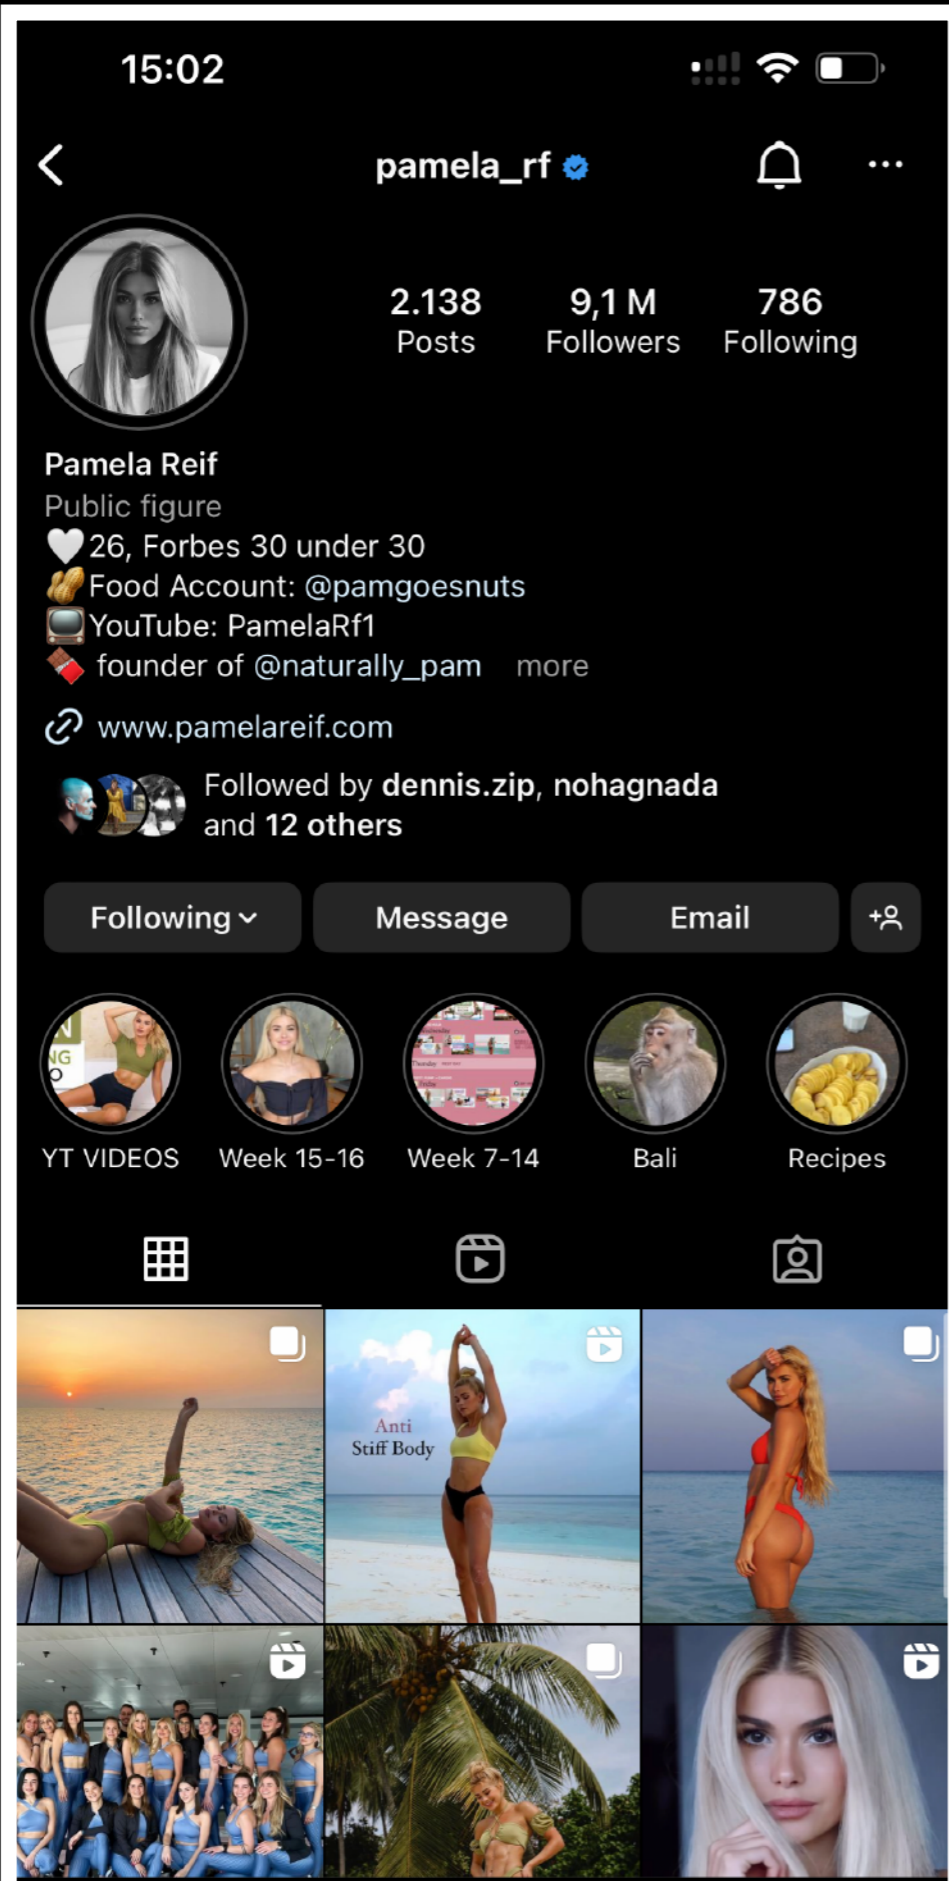 15:02
pamela_rf
2.138
Posts
9,1 M
Followers
786
Following
Pamela Reif
Public figure
🤍26, Forbes 30 under 30
🥜Food Account: @pamgoesnuts
📺YouTube: PamelaRf1
🍫 founder of @naturally_pam more
www.pamelareif.com
Followed by dennis.zip, nohagnada
and 12 others
Following
Message
Email
N
NG
O
YT VIDEOS
Week 15-16
Week 7-14
Bali
Recipes
Anti
Stiff Body